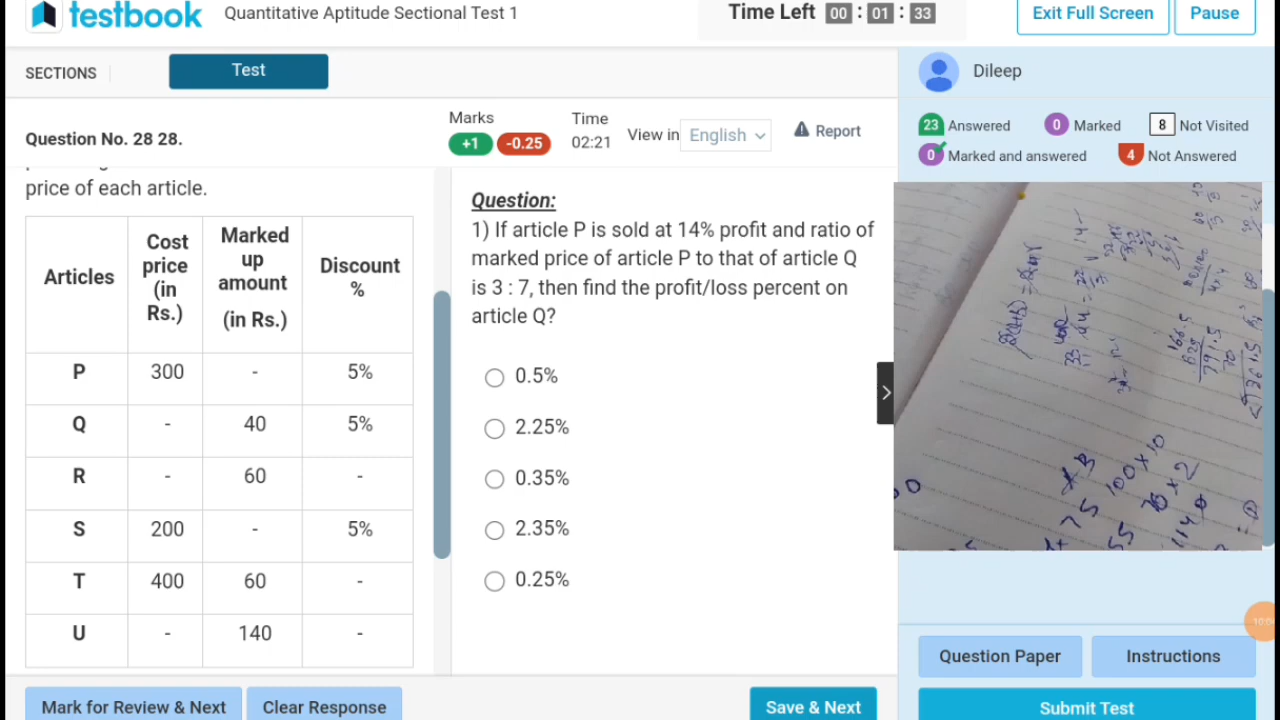 testbook
Quantitative Aptitude Sectional Test 1
Time Left 00 : 01 : 33
Exit Full Screen
Pause
SECTIONS
Test
Dileep
Question No. 28 28.
Marks
+1 -0.25
Time
02:21
View in English
Report
23 Answered
0 Marked
8 Not Visited
0 Marked and answered
4 Not Answered
price of each article.
Articles Cost price (in Rs.) Marked up amount (in Rs.) Discount %
P 300 - 5%
Q - 40 5%
R - 60 -
S 200 - 5%
T 400 60 -
U - 140 -
Question:
1) If article P is sold at 14% profit and ratio of
marked price of article P to that of article Q
is 3 : 7, then find the profit/loss percent on
article Q?
0.5%
2.25%
0.35%
2.35%
0.25%
100x10
Question Paper
Instructions
Mark for Review & Next
Clear Response
Save & Next
Submit Test